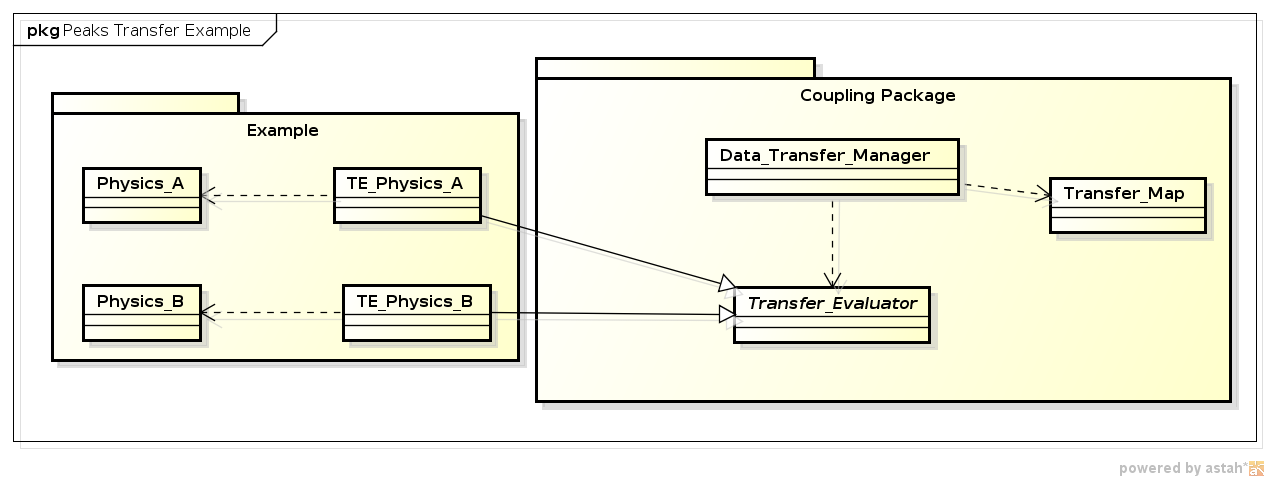 pkg Peaks Transfer Example
Coupling Package
Example
Data_Transfer_Manager
Physics_A
TE_Physics_A
Transfer_Map
Physics_B
TE_Physics_B
Transfer_Evaluator
powered by astah*